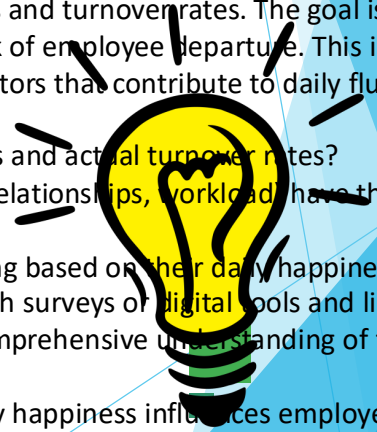 s and turnover rates. The goal is
k of employee departure. This i
tors that contribute to daily flu
s and actual turnover rates?
elationships, workload) have th
ng based on their daily happine
h surveys or digital tools and li
mprehensive understanding of
y happiness influences employe